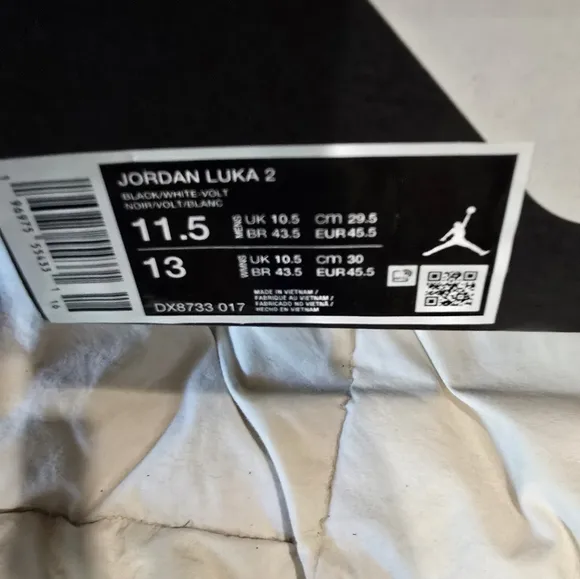 JORDAN LUKA 2
BLACK/WHITE-VOLT
NOIR/VOLT/BLANC
11.5 MENS UK 10.5 cm 29.5
BR 43.5 EUR 45.5
13 WMNS UK 10.5 cm 30
BR 43.5 EUR 45.5
MADE IN VIETNAM /
FABRIQUÉ AU VIETNAM /
FABRICADO NO VIETNÃ /
HECHO EN VIETNAM
DX8733 017